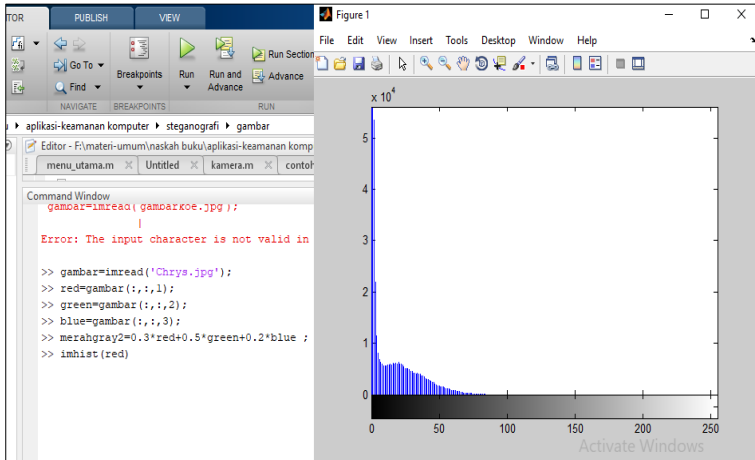 TOR PUBLISH VIEW
Go To
Find
NAVIGATE
Breakpoints
BREAKPOINTS
Run
Run and
Advance
Run Section
Advance
RUN
aplikasi-keamanan komputer steganografi gambar
Editor - F:\materi-umum\naskah buku\aplikasi-keamanan komp
menu_utama.m Untitled kamera.m contoh
Command Window
gambar=imread('gambarkoe.jpg');
|
Error: The input character is not valid in
>> gambar=imread('Chrys.jpg');
>> red=gambar(:,:,1);
>> green=gambar(:,:,2);
>> blue=gambar(:,:,3);
>> merahgray2=0.3*red+0.5*green+0.2*blue ;
>> imhist(red)
Figure 1
File Edit View Insert Tools Desktop Window Help
x 10^4
5
4
3
2
1
0
0 50 100 150 200 250
Activate Windows